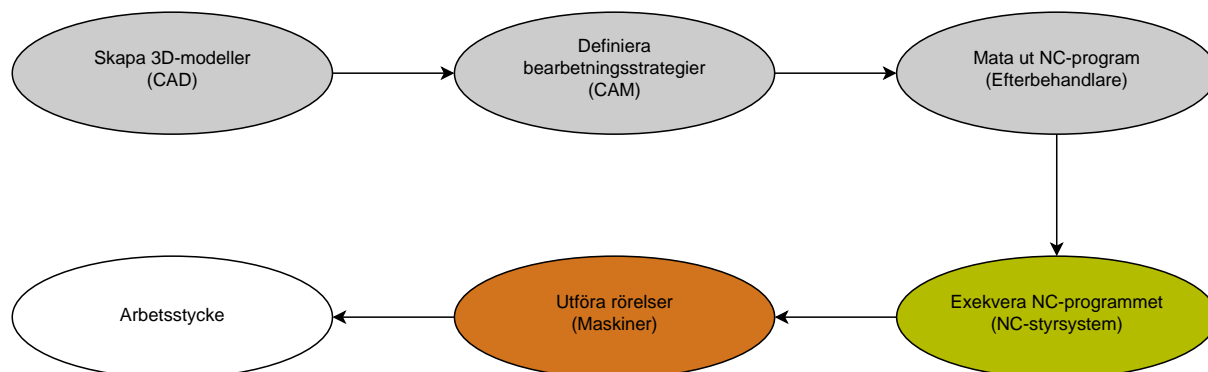 Skapa 3D-modeller
(CAD)
Definiera
bearbetningsstrategier
(CAM)
Mata ut NC-program
(Efterbehandlare)
Arbetsstycke
Utföra rörelser
(Maskiner)
Exekvera NC-programmet
(NC-styrsystem)